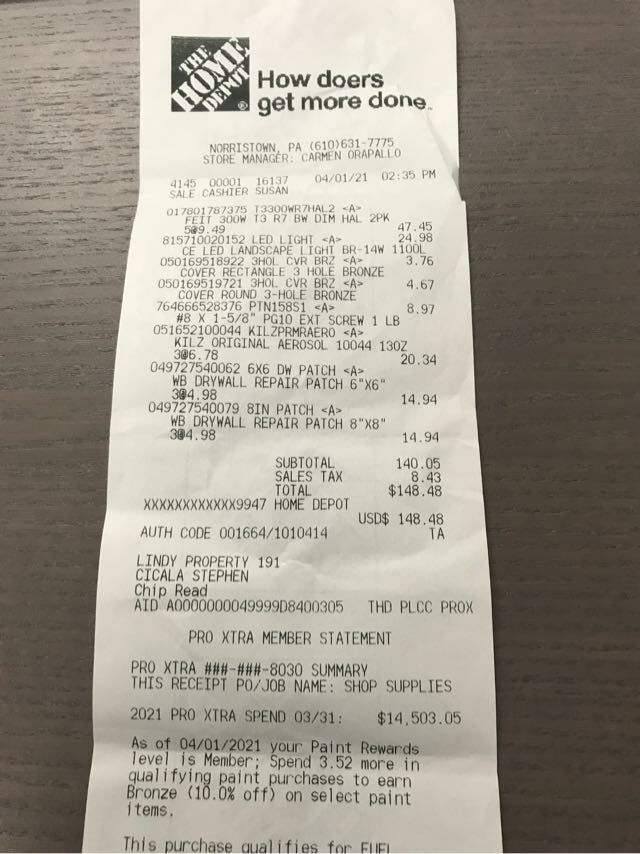 THE
HOME
DEPOT
®
How doers
get more done™
NORRISTOWN, PA (610)631-7775
STORE MANAGER: CARMEN ORAPALLO
4145 00001 16137 04/01/21 02:35 PM
SALE CASHIER SUSAN
017801787375 T3300WR7HAL2 <A>
FEIT 300W T3 R7 BW DIM HAL 2PK
5@9.49 47.45
815710020152 LED LIGHT <A> 24.98
CE LED LANDSCAPE LIGHT BR-14W 1100L
050169518922 3HOL CVR BRZ <A> 3.76
COVER RECTANGLE 3 HOLE BRONZE
050169519721 3HOL CVR BRZ <A> 4.67
COVER ROUND 3-HOLE BRONZE
764666528376 PTN158S1 <A> 8.97
#8 X 1-5/8" PG10 EXT SCREW 1 LB
051652100044 KILZPRMRAERO <A>
KILZ ORIGINAL AEROSOL 10044 13OZ
3@6.78 20.34
049727540062 6X6 DW PATCH <A>
WB DRYWALL REPAIR PATCH 6"X6"
3@4.98 14.94
049727540079 8IN PATCH <A>
WB DRYWALL REPAIR PATCH 8"X8"
3@4.98 14.94
SUBTOTAL 140.05
SALES TAX 8.43
TOTAL $148.48
XXXXXXXXXXXX9947 HOME DEPOT
USD$ 148.48
AUTH CODE 001664/1010414 TA
LINDY PROPERTY 191
CICALA STEPHEN
Chip Read
AID A0000000049999D8400305 THD PLCC PROX
PRO XTRA MEMBER STATEMENT
PRO XTRA ###-###-8030 SUMMARY
THIS RECEIPT PO/JOB NAME: SHOP SUPPLIES
2021 PRO XTRA SPEND 03/31: $14,503.05
As of 04/01/2021 your Paint Rewards
level is Member; Spend 3.52 more in
qualifying paint purchases to earn
Bronze (10.0% off) on select paint
items.
This purchase qualifies for FUEL